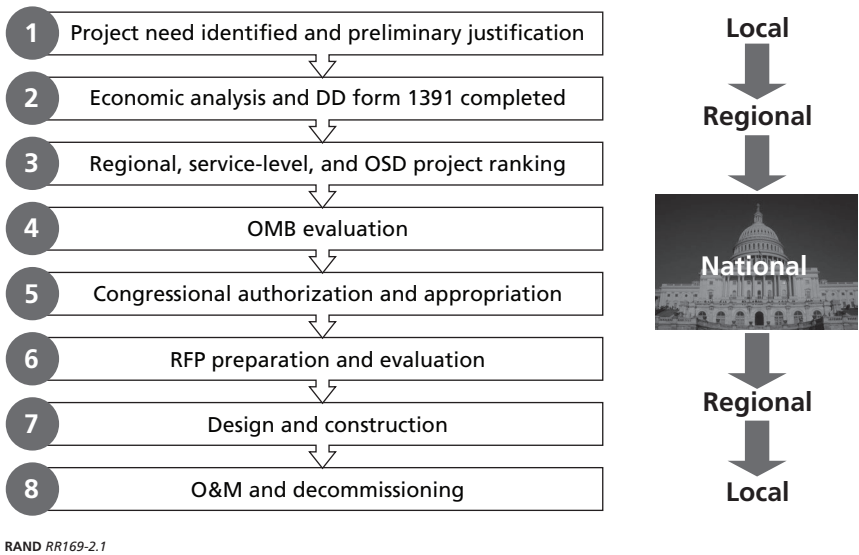 1 Project need identified and preliminary justification
2 Economic analysis and DD form 1391 completed
3 Regional, service-level, and OSD project ranking
4 OMB evaluation
5 Congressional authorization and appropriation
6 RFP preparation and evaluation
7 Design and construction
8 O&M and decommissioning
Local
Regional
National
Regional
Local
RAND RR169-2.1